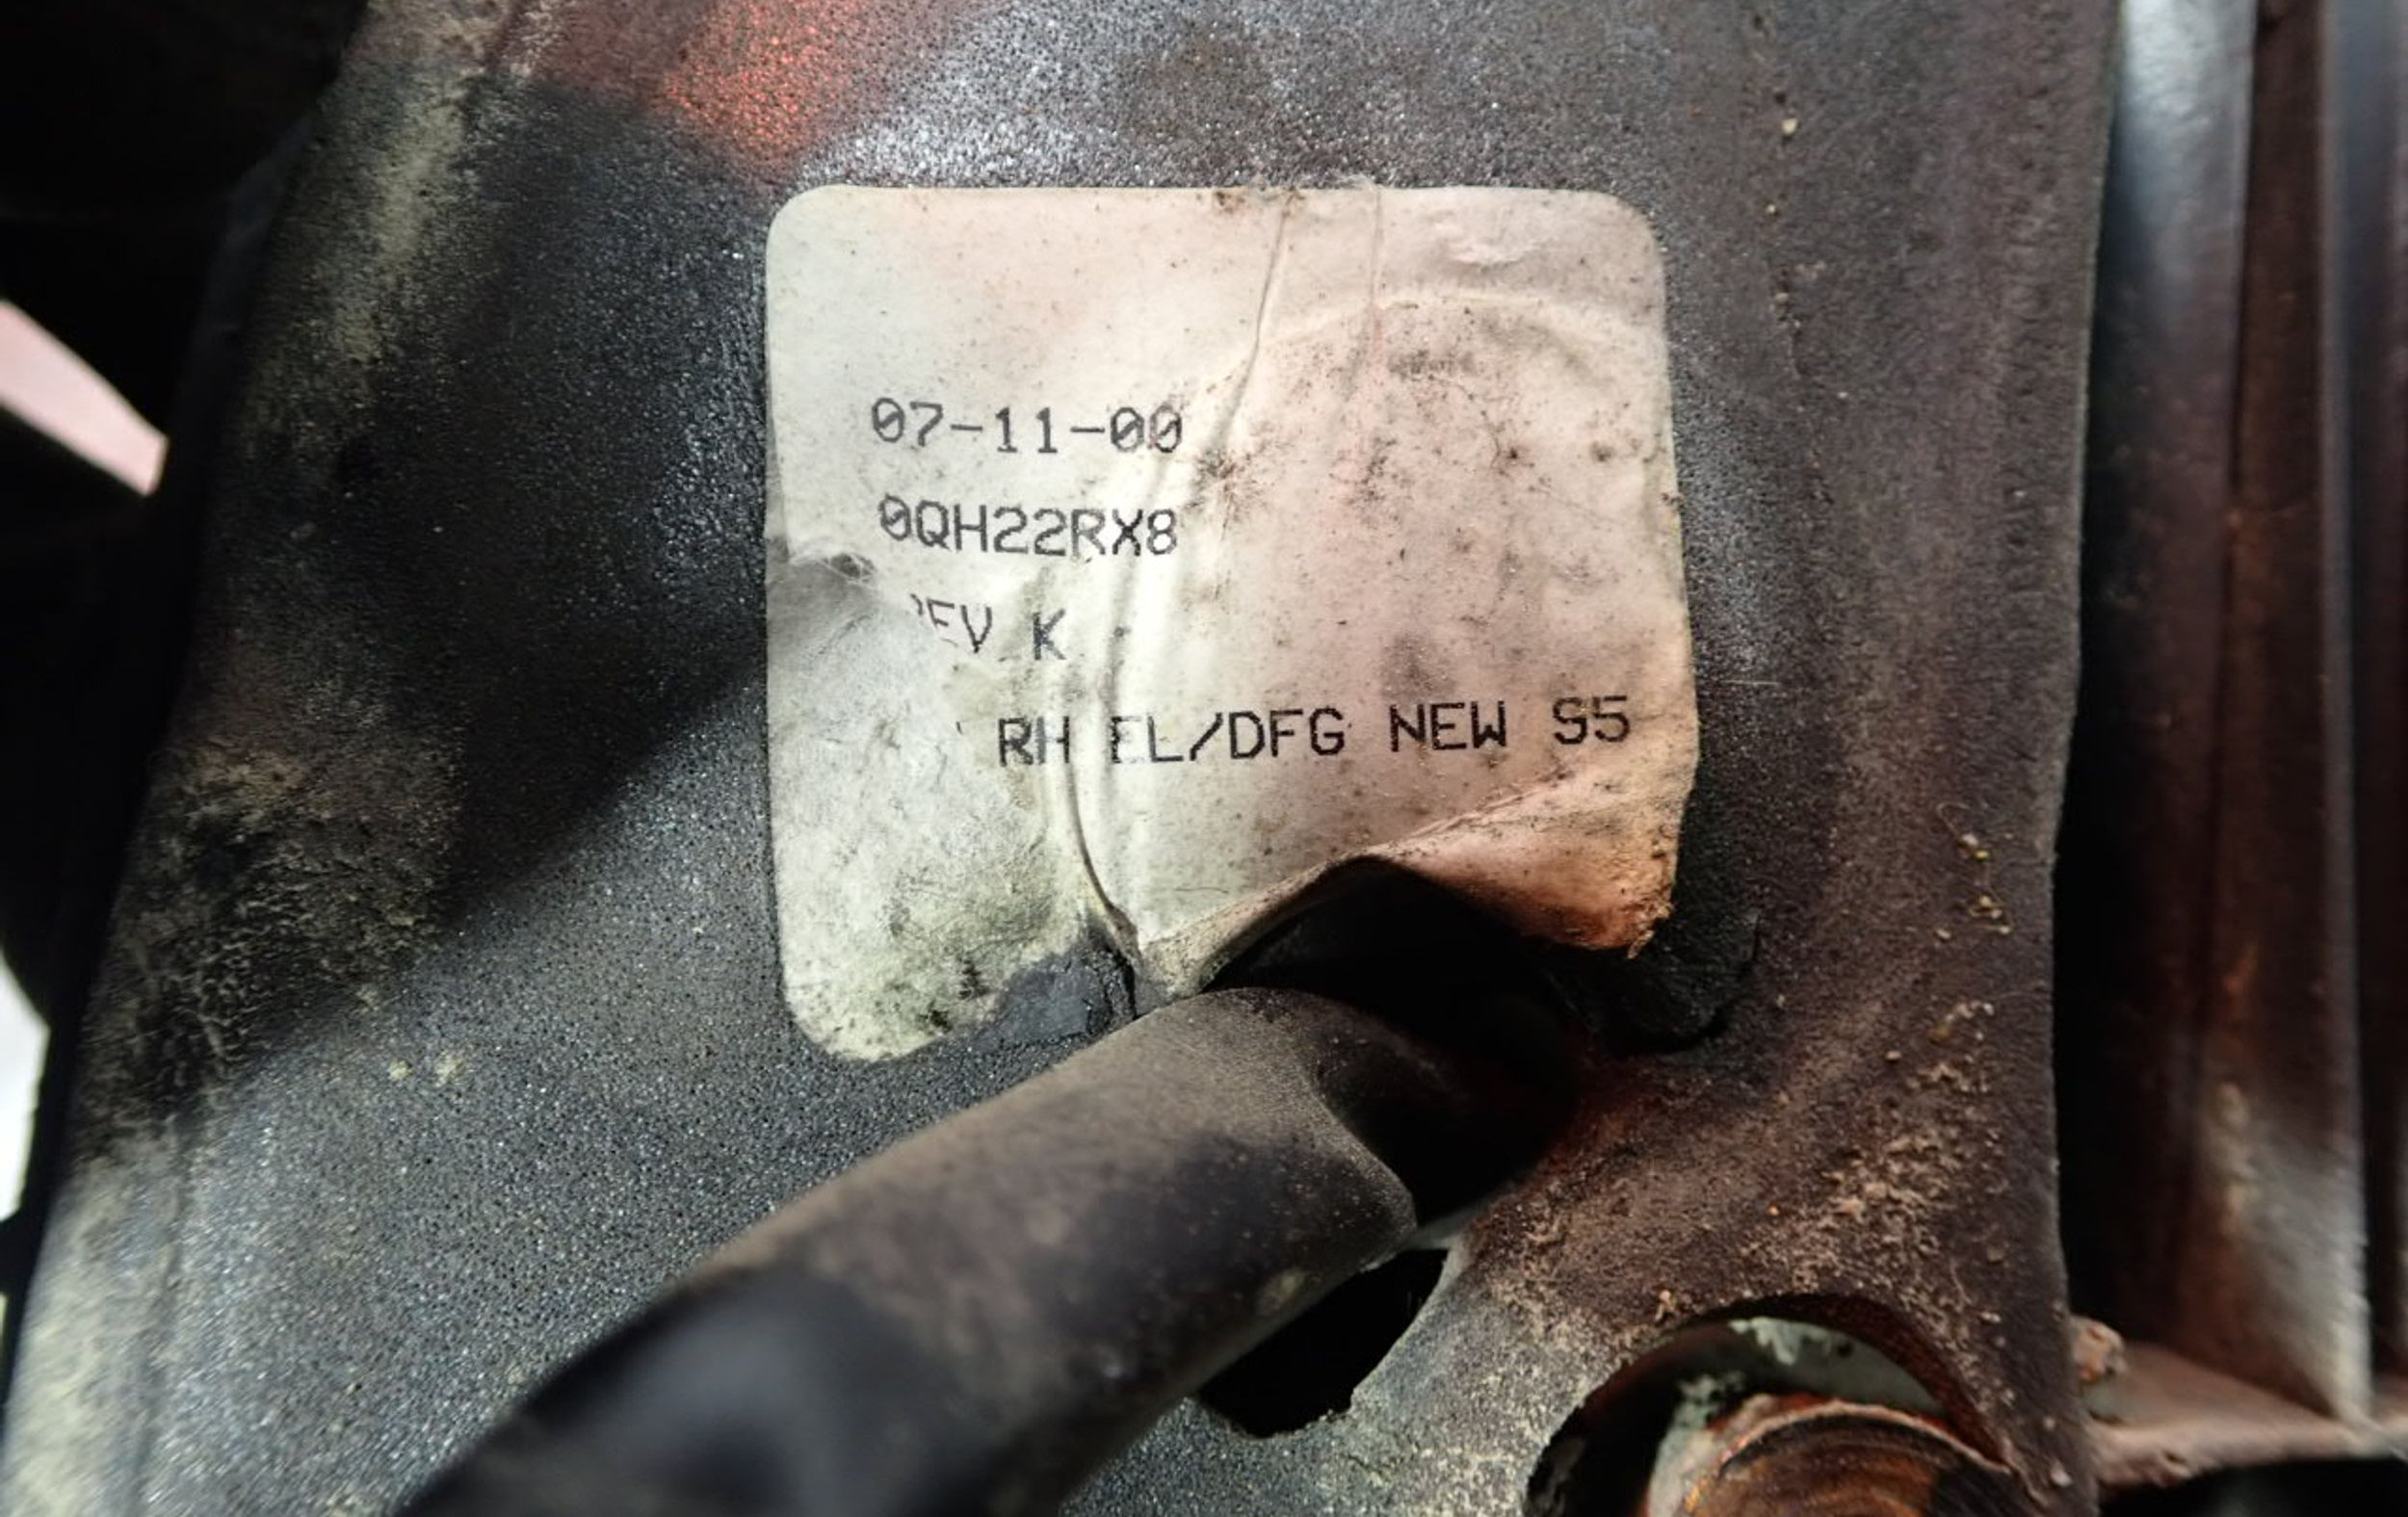 07-11-00
0QH22RX8
K
RH EL/DFG NEW S5